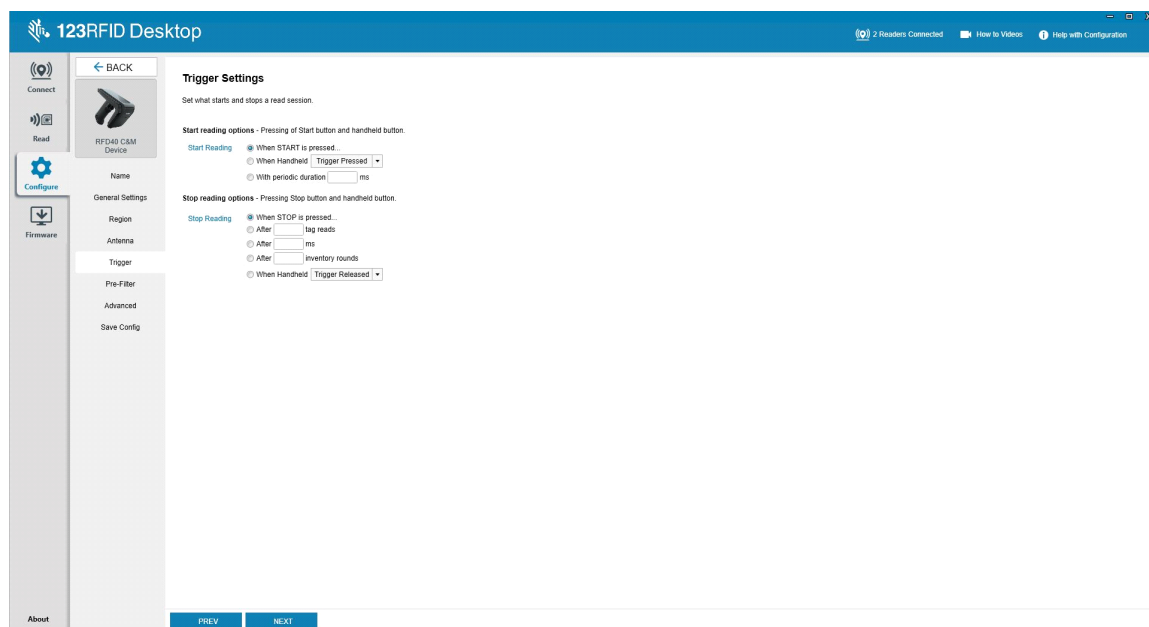 123RFID Desktop
2 Readers Connected
How to Videos
Help with Configuration
Connect
Read
Configure
Firmware
About
BACK
RFD40 C&M
Device
Name
General Settings
Region
Antenna
Trigger
Pre-Filter
Advanced
Save Config
Trigger Settings
Set what starts and stops a read session.
Start reading options - Pressing of Start button and handheld button.
Start Reading When START is pressed...
When Handheld Trigger Pressed
With periodic duration ms
Stop reading options - Pressing Stop button and handheld button.
Stop Reading When STOP is pressed...
After tag reads
After ms
After inventory rounds
When Handheld Trigger Released
PREV NEXT